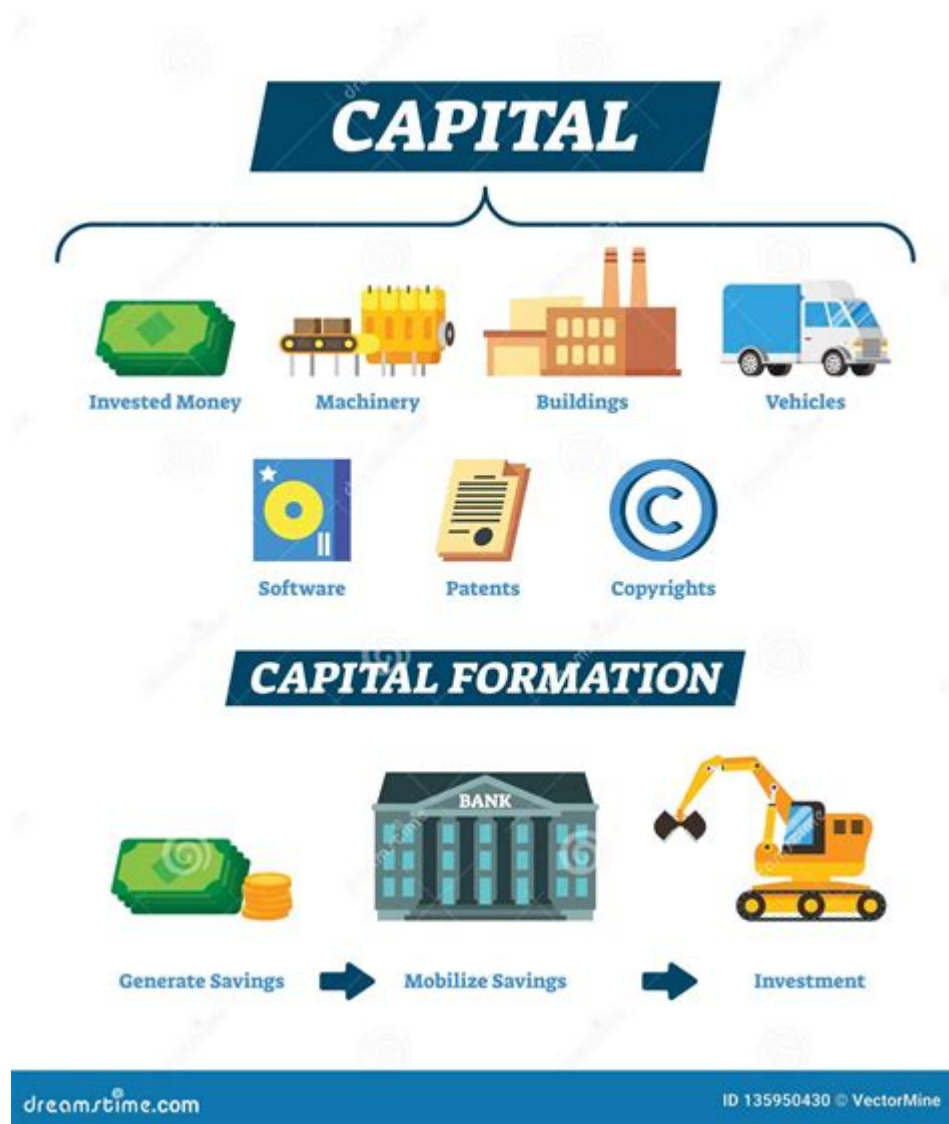 CAPITAL
Invested Money Machinery Buildings Vehicles
Software Patents Copyrights
CAPITAL FORMATION
BANK
Generate Savings Mobilize Savings Investment
dreamstime.com ID 135950430 © VectorMine